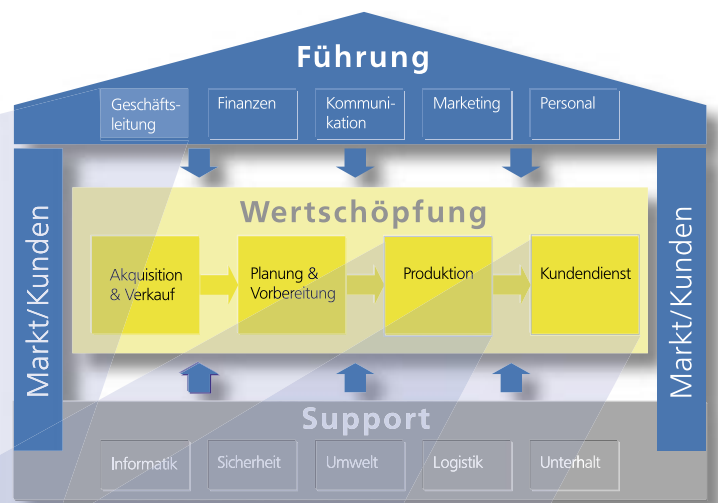 Führung
Geschäfts-
leitung
Finanzen
Kommuni-
kation
Marketing
Personal
Markt/Kunden
Wertschöpfung
Akquisition
& Verkauf
Planung &
Vorbereitung
Produktion
Kundendienst
Markt/Kunden
Support
Informatik
Sicherheit
Umwelt
Logistik
Unterhalt